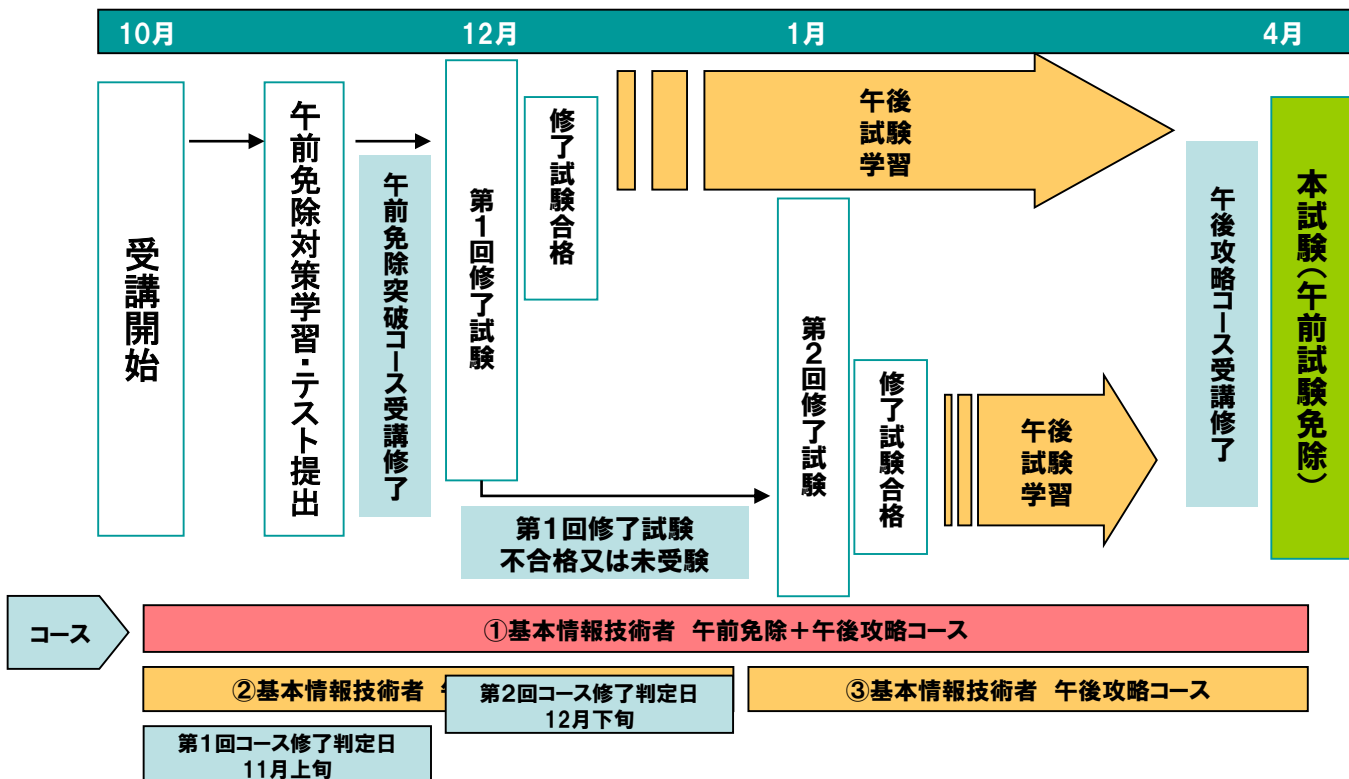 10月
12月
1月
4月
受講開始
午前免除対策学習・テスト提出
午前免除突破コース受講修了
第1回修了試験
修了試験合格
午後
試験
学習
第1回修了試験
不合格又は未受験
第2回修了試験
修了試験合格
午後
試験
学習
午後攻略コース受講修了
本試験(午前試験免除)
コース
①基本情報技術者 午前免除+午後攻略コース
②基本情報技術者
③基本情報技術者 午後攻略コース
第2回コース修了判定日
12月下旬
第1回コース修了判定日
11月上旬